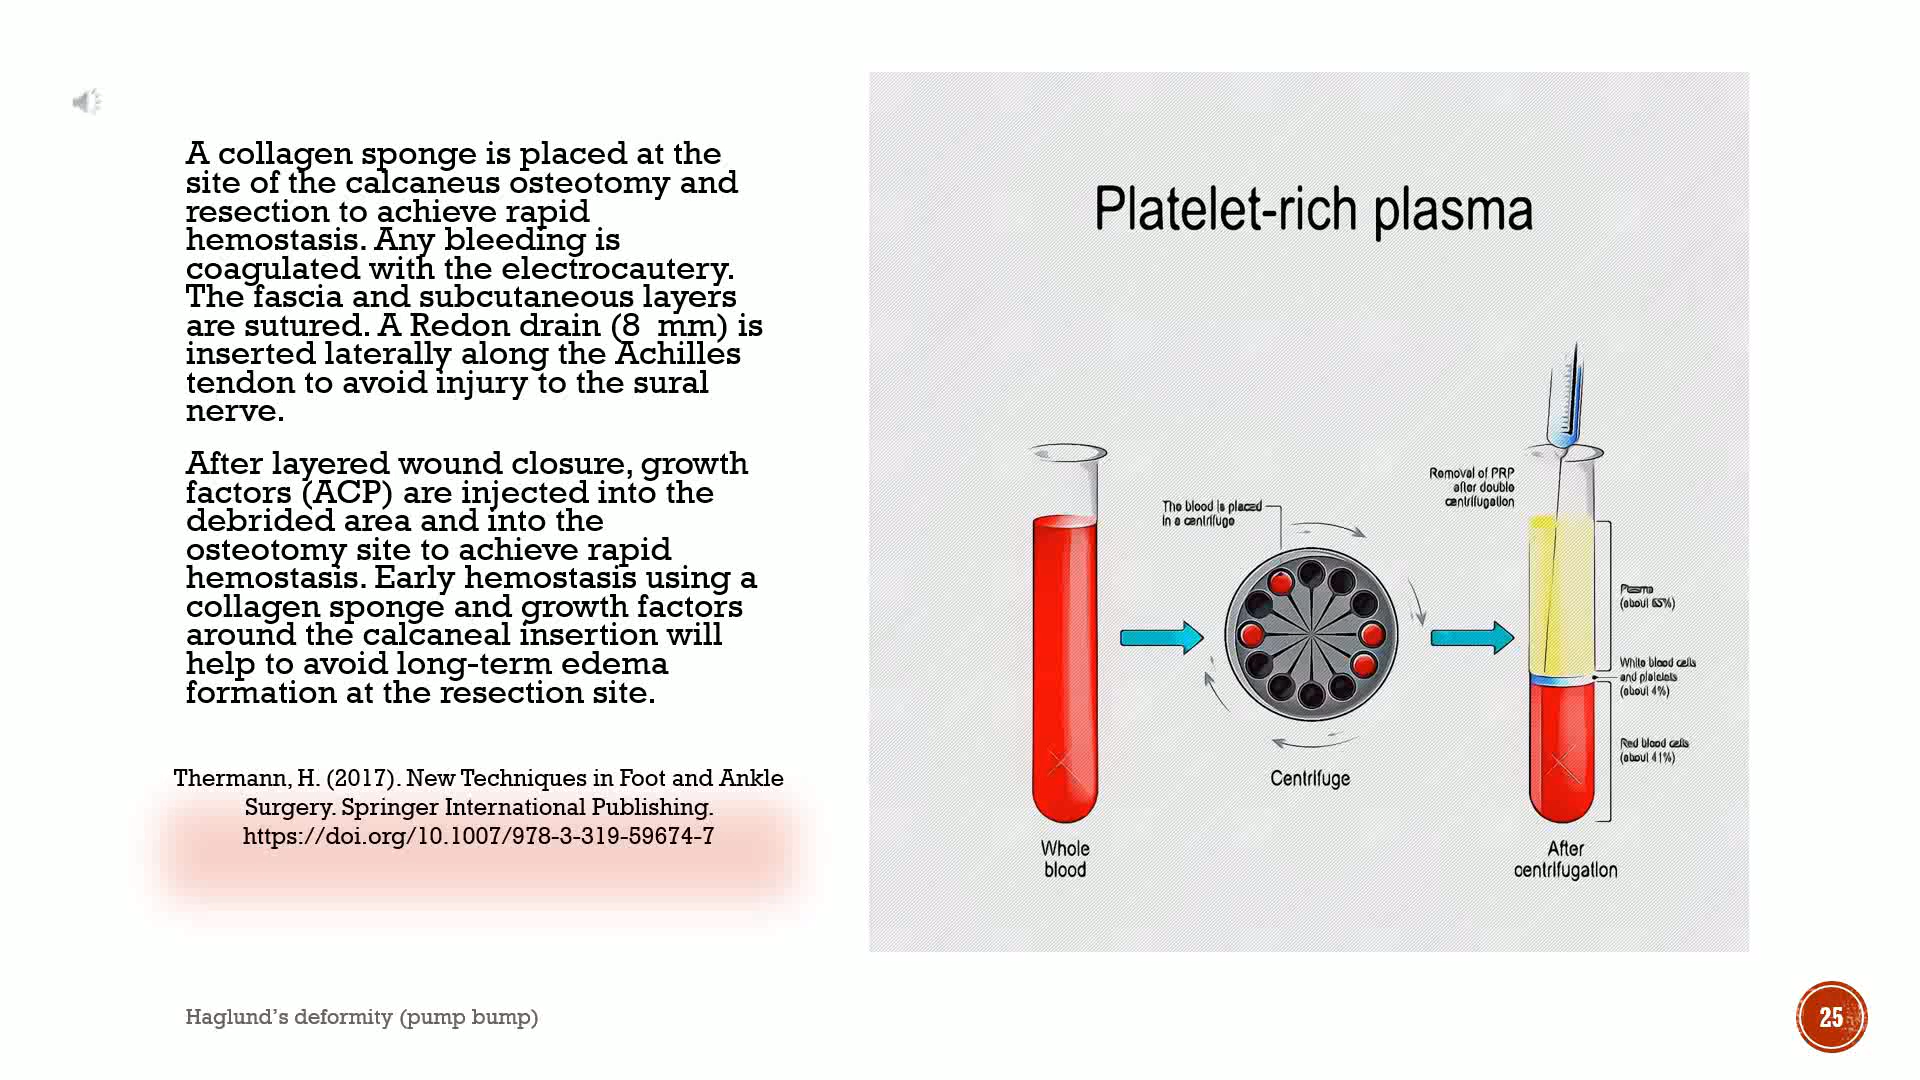 A collagen sponge is placed at the
site of the calcaneus osteotomy and
resection to achieve rapid
hemostasis. Any bleeding is
coagulated with the electrocautery.
The fascia and subcutaneous layers
are sutured. A Redon drain (8  mm) is
inserted laterally along the Achilles
tendon to avoid injury to the sural
nerve.
After layered wound closure, growth
factors (ACP) are injected into the
debrided area and into the
osteotomy site to achieve rapid
hemostasis. Early hemostasis using a
collagen sponge and growth factors
around the calcaneal insertion will
help to avoid long-term edema
formation at the resection site.
Thermann, H. (2017). New Techniques in Foot and Ankle
Surgery. Springer International Publishing.
https://doi.org/10.1007/978-3-319-59674-7
Platelet-rich plasma
Removal of PRP
after double
centrifugation
The blood is placed
in a centrifuge
Plasma
(about 55%)
White blood cells
and platelets
(about 4%)
Red blood cells
(about 41%)
Centrifuge
Whole
blood
After
centrifugation
Haglund's deformity (pump bump)
25